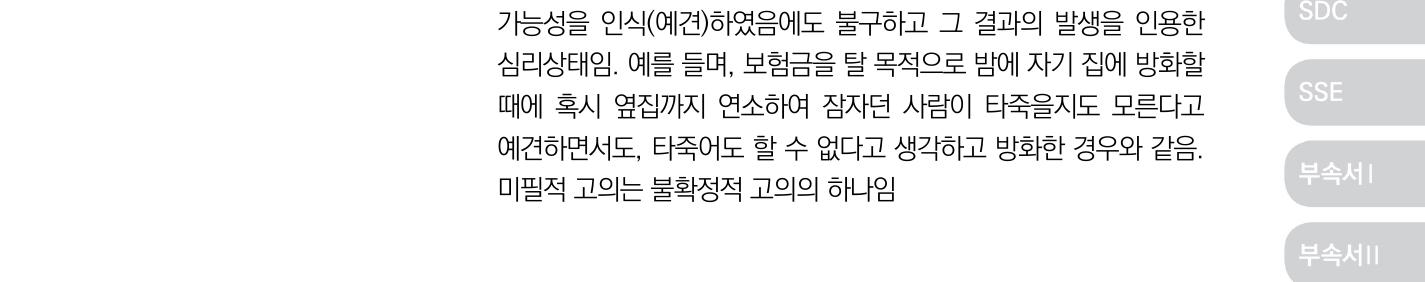 가능성을 인식(예견)하였음에도 불구하고 그 결과의 발생을 인용한
심리상태임. 예를 들며, 보험금을 탈 목적으로 밤에 자기 집에 방화할
때에 혹시 옆집까지 연소하여 잠자던 사람이 타죽을지도 모른다고
예견하면서도, 타죽어도 할 수 없다고 생각하고 방화한 경우와 같음.
미필적 고의는 불확정적 고의의 하나임
SDC
SSE
부속서I
부속서II